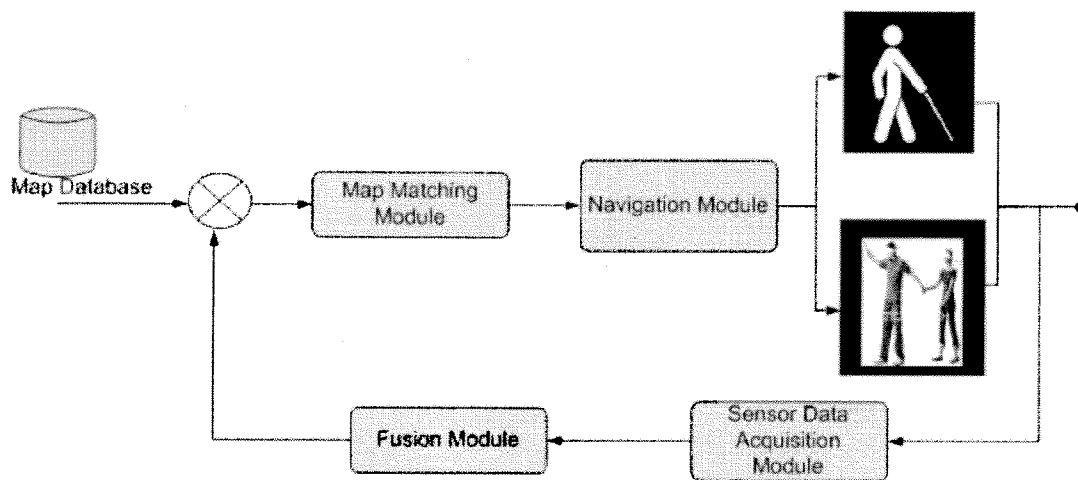 Map Database
Map Matching
Module
Navigation Module
Fusion Module
Sensor Data
Acquisition
Module